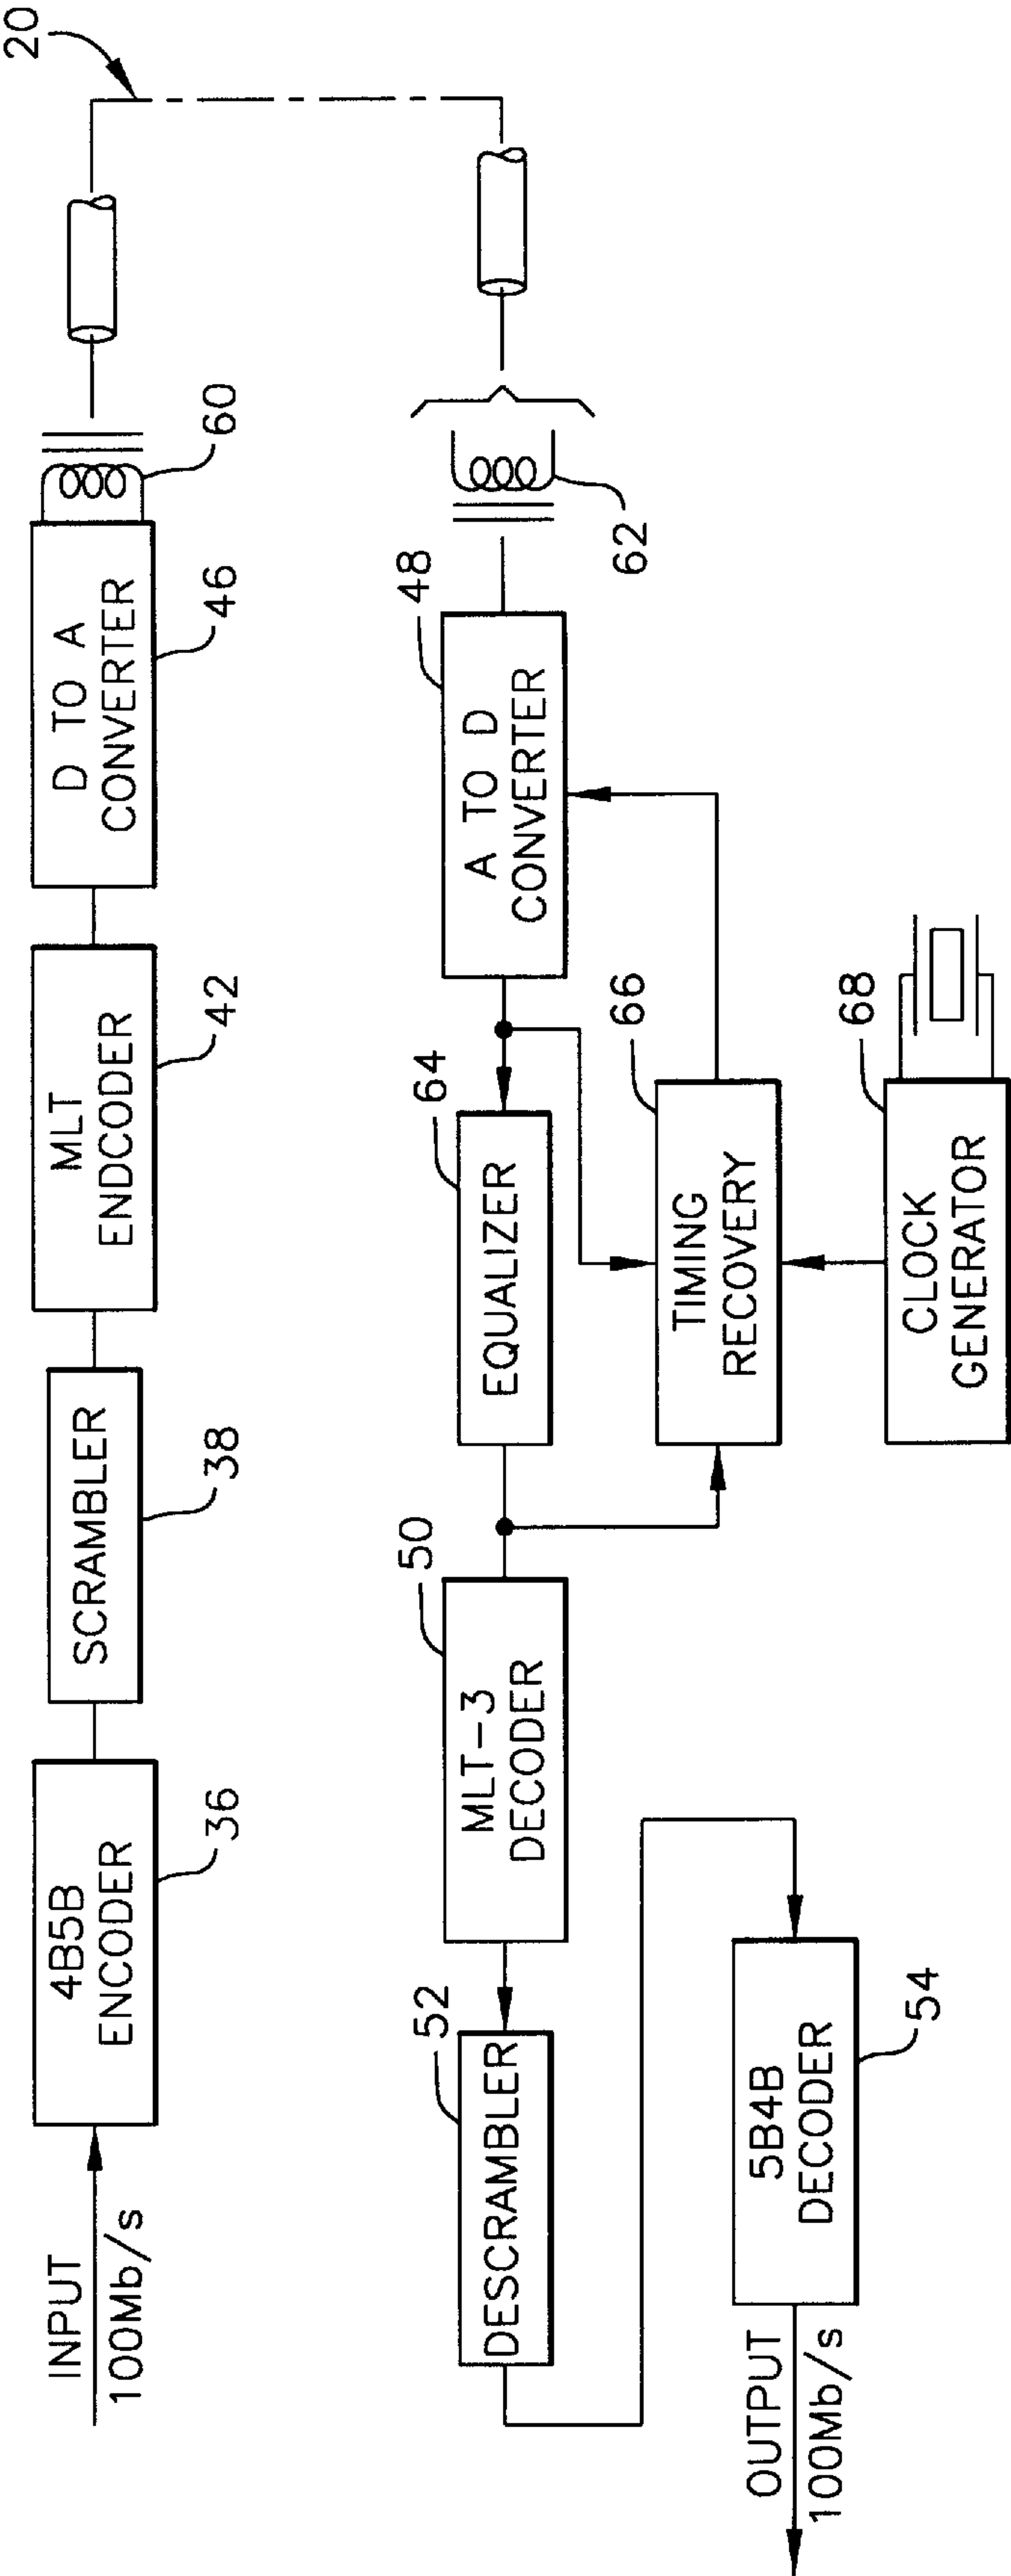 INPUT
100Mb/s
4B5B
ENCODER
36
SCRAMBLER
38
MLT
ENDCODER
42
D TO A
CONVERTER
46
60
20
62
48
A TO D
CONVERTER
64
EQUALIZER
66
TIMING
RECOVERY
68
CLOCK
GENERATOR
50
MLT-3
DECODER
52
DESCRAMBLER
5B4B
DECODER
54
OUTPUT
100Mb/s